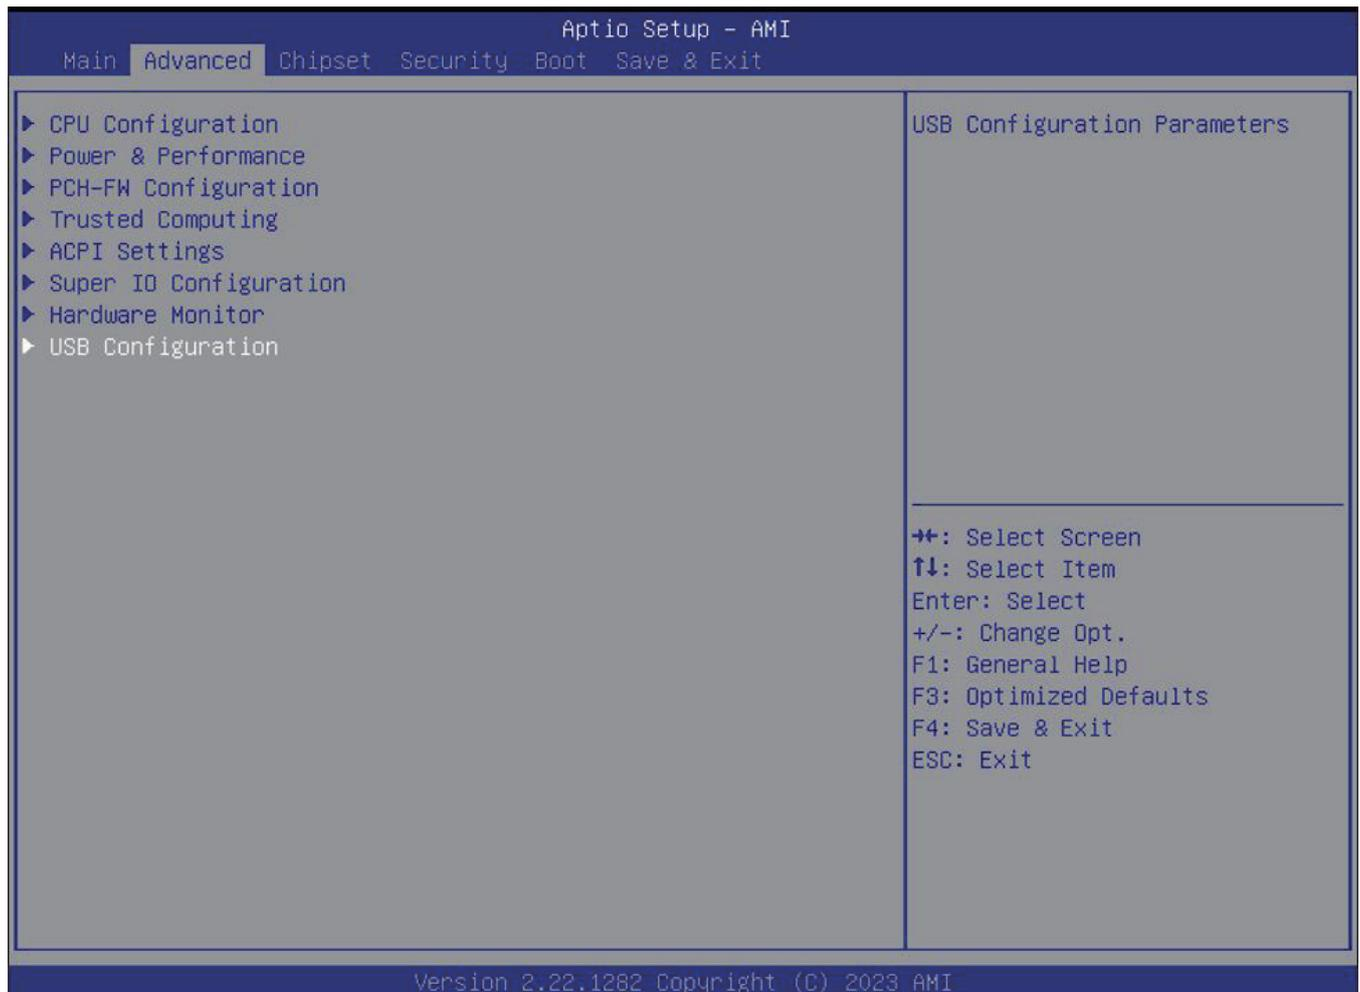 Aptio Setup – AMI
Main Advanced Chipset Security Boot Save & Exit
▶ CPU Configuration
▶ Power & Performance
▶ PCH-FW Configuration
▶ Trusted Computing
▶ ACPI Settings
▶ Super IO Configuration
▶ Hardware Monitor
▶ USB Configuration
USB Configuration Parameters
→←: Select Screen
↑↓: Select Item
Enter: Select
+/-: Change Opt.
F1: General Help
F3: Optimized Defaults
F4: Save & Exit
ESC: Exit
Version 2.22.1282 Copyright (C) 2023 AMI